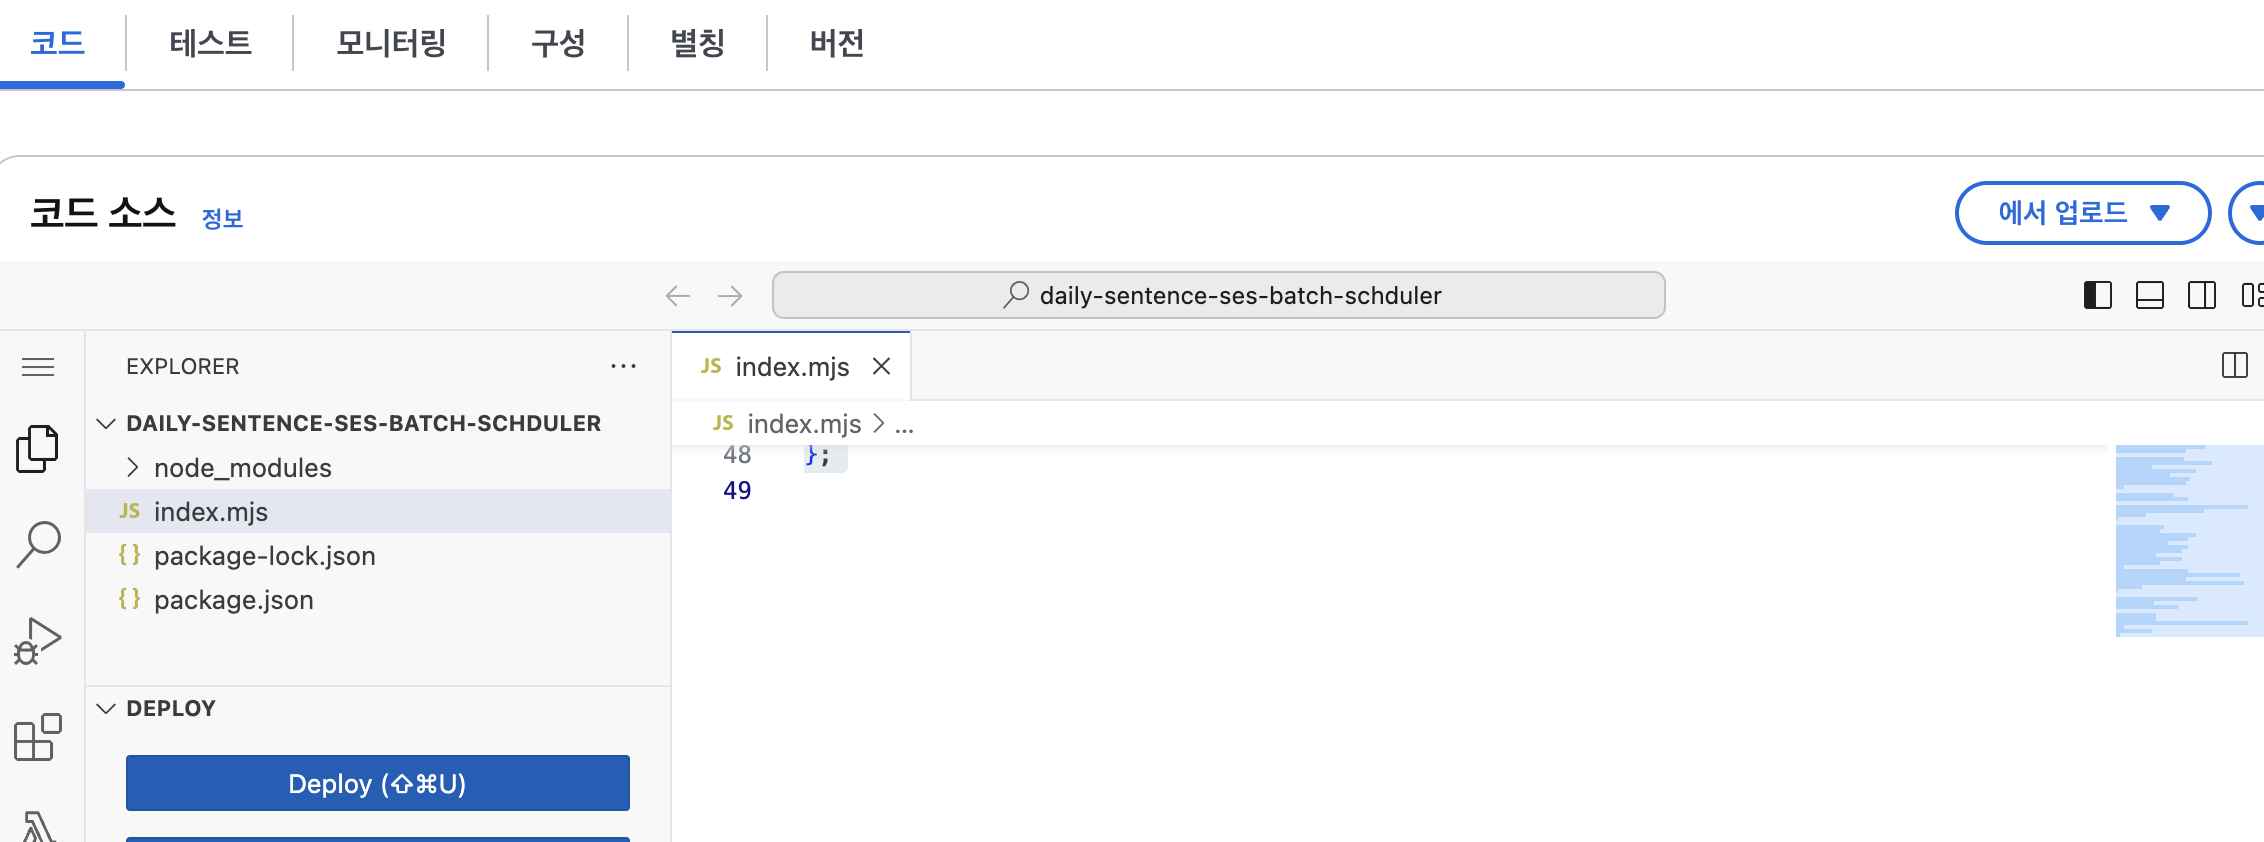 코드 테스트 모니터링 구성 별칭 버전
코드 소스 정보
에서 업로드
daily-sentence-ses-batch-schduler
EXPLORER
JS index.mjs
DAILY-SENTENCE-SES-BATCH-SCHDULER
JS index.mjs > ...
node_modules
48 };
JS index.mjs
49
{} package-lock.json
{} package.json
DEPLOY
Deploy (⇧⌘U)